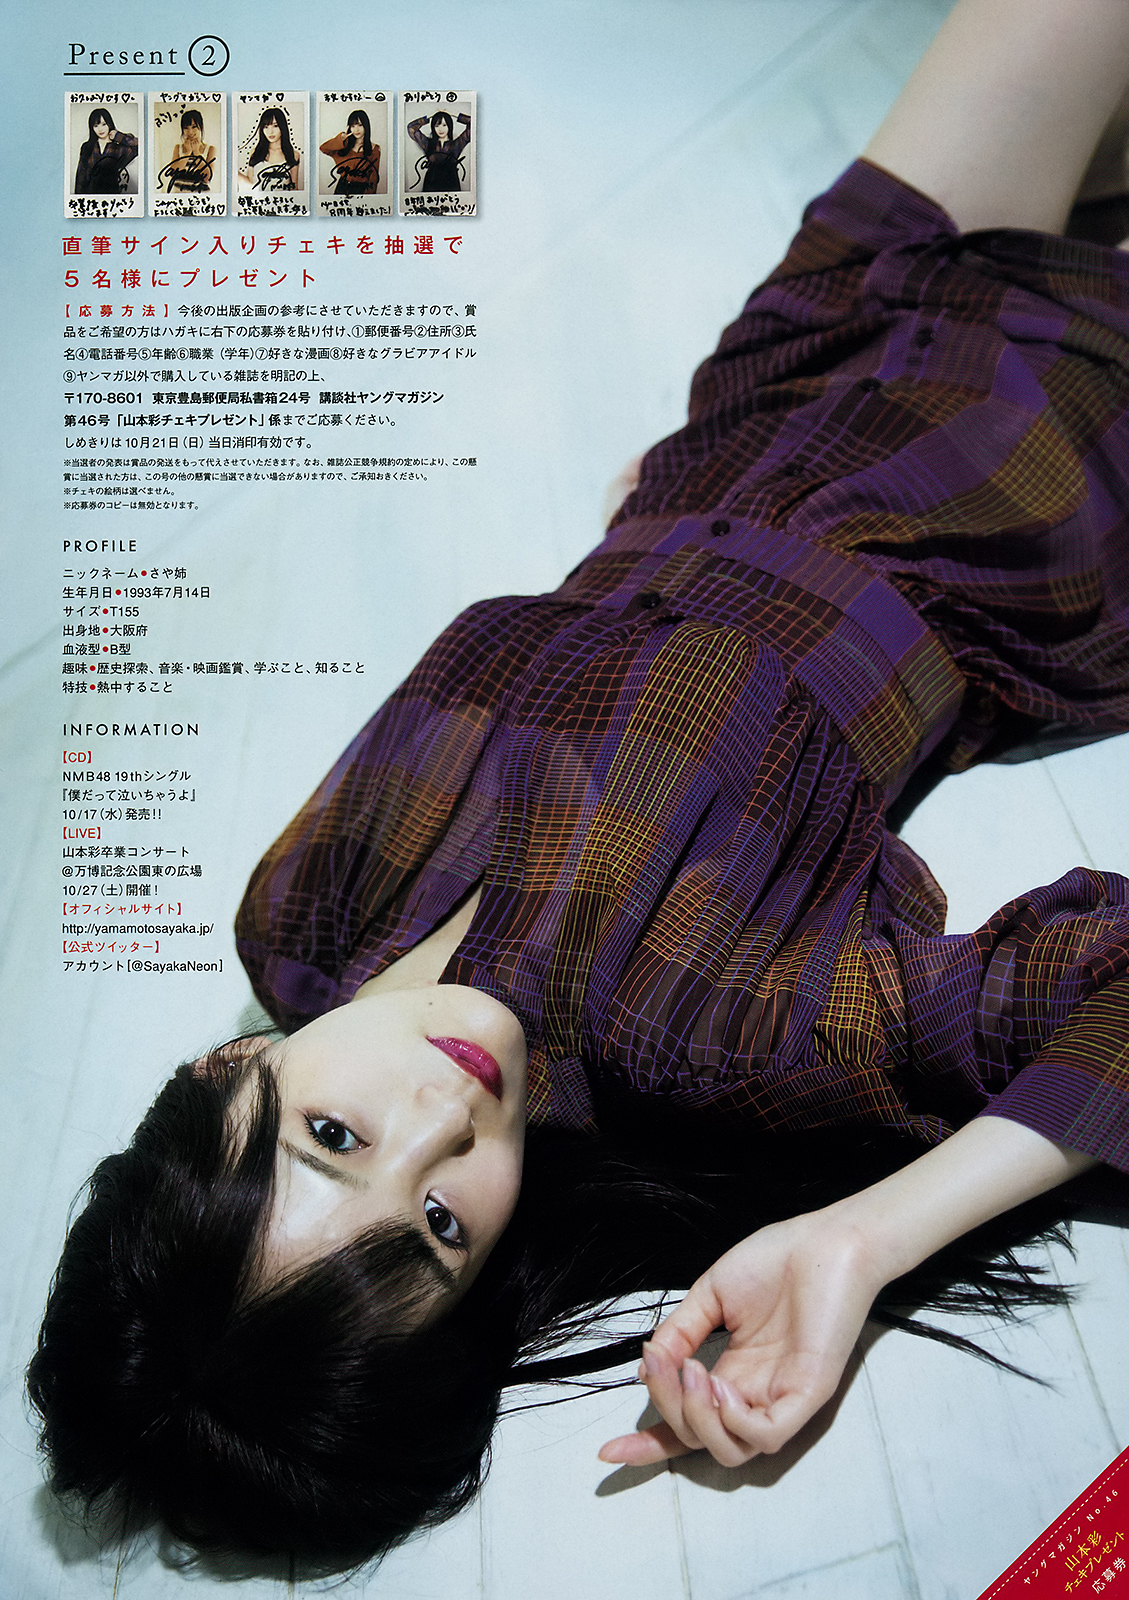 Present ②
お久しぶりです♡。
ヤングマガジン♡
ヤンマガ♡
ありがとう
直筆サイン入りチェキを抽選で
5名様にプレゼント
【応募方法】今後の出版企画の参考にさせていただきますので、賞
品をご希望の方はハガキに右下の応募券を貼り付け、①郵便番号②住所③氏
名④電話番号⑤年齢⑥職業(学年)⑦好きな漫画⑧好きなグラビアアイドル
⑨ヤンマガ以外で購入している雑誌を明記の上、
〒170-8601 東京豊島郵便局私書箱24号 講談社ヤングマガジン
第46号「山本彩チェキプレゼント」係までご応募ください。
しめきりは10月21日(日)当日消印有効です。
※当選者の発表は賞品の発送をもって代えさせていただきます。なお、雑誌公正競争規約の定めにより、この懸
賞に当選された方は、この号の他の懸賞に当選できない場合がありますので、ご承知おきください。
※チェキの絵柄は選べません。
※応募券のコピーは無効となります。
PROFILE
ニックネーム●さや姉
生年月日●1993年7月14日
サイズ●T155
出身地●大阪府
血液型●B型
趣味●歴史探索、音楽・映画鑑賞、学ぶこと、知ること
特技●熱中すること
INFORMATION
【CD】
NMB48 19thシングル
『僕だって泣いちゃうよ』
10/17(水)発売!!
【LIVE】
山本彩卒業コンサート
@万博記念公園東の広場
10/27(土)開催!
【オフィシャルサイト】
http://yamamotosayaka.jp/
【公式ツイッター】
アカウント[@SayakaNeon]
ヤングマガジン No.46
山本彩
チェキプレゼント
応募券